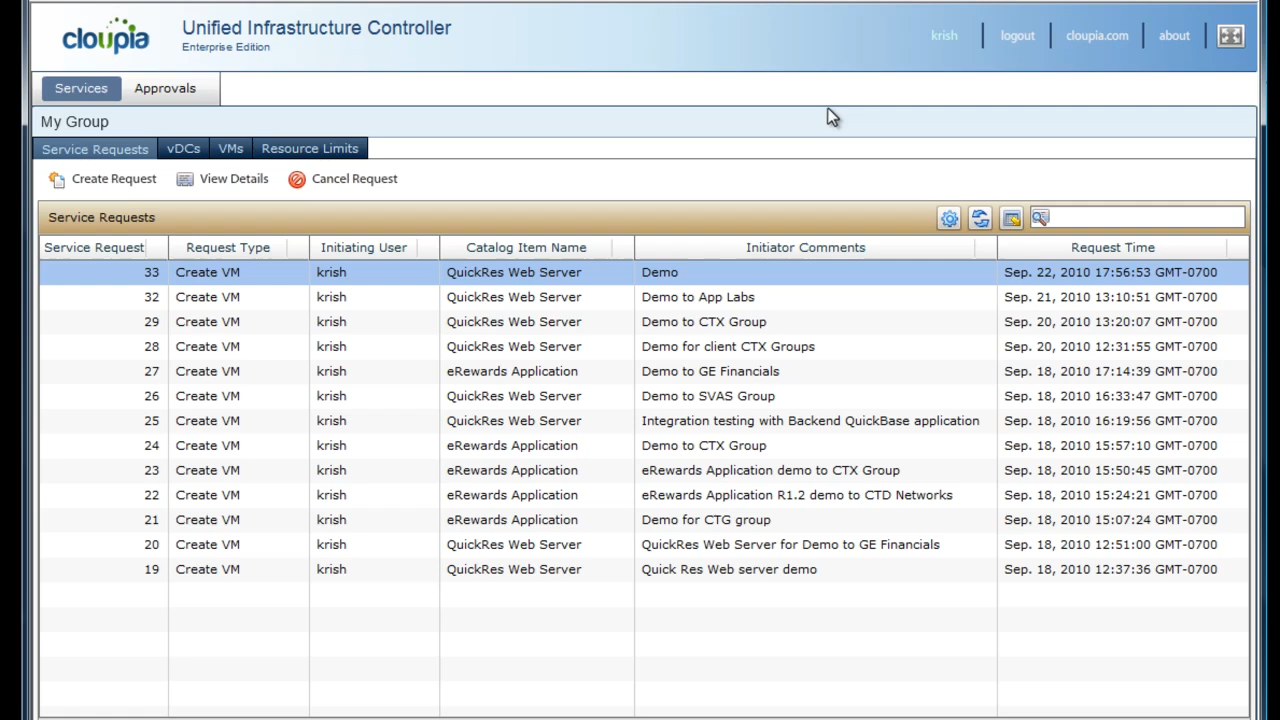 cloupia
Unified Infrastructure Controller
Enterprise Edition
krish logout cloupia.com about
Services Approvals
My Group
Service Requests vDCs VMs Resource Limits
Create Request View Details Cancel Request
Service Requests
Service Request Request Type Initiating User Catalog Item Name Initiator Comments Request Time
33 Create VM krish QuickRes Web Server Demo Sep. 22, 2010 17:56:53 GMT-0700
32 Create VM krish QuickRes Web Server Demo to App Labs Sep. 21, 2010 13:10:51 GMT-0700
29 Create VM krish QuickRes Web Server Demo to CTX Group Sep. 20, 2010 13:20:07 GMT-0700
28 Create VM krish QuickRes Web Server Demo for client CTX Groups Sep. 20, 2010 12:31:55 GMT-0700
27 Create VM krish eRewards Application Demo to GE Financials Sep. 18, 2010 17:14:39 GMT-0700
26 Create VM krish QuickRes Web Server Demo to SVAS Group Sep. 18, 2010 16:33:47 GMT-0700
25 Create VM krish QuickRes Web Server Integration testing with Backend QuickBase application Sep. 18, 2010 16:19:56 GMT-0700
24 Create VM krish eRewards Application Demo to CTX Group Sep. 18, 2010 15:57:10 GMT-0700
23 Create VM krish eRewards Application eRewards Application demo to CTX Group Sep. 18, 2010 15:50:45 GMT-0700
22 Create VM krish eRewards Application eRewards Application R1.2 demo to CTD Networks Sep. 18, 2010 15:24:21 GMT-0700
21 Create VM krish eRewards Application Demo for CTG group Sep. 18, 2010 15:07:24 GMT-0700
20 Create VM krish QuickRes Web Server QuickRes Web Server for Demo to GE Financials Sep. 18, 2010 12:51:00 GMT-0700
19 Create VM krish QuickRes Web Server Quick Res Web server demo Sep. 18, 2010 12:37:36 GMT-0700